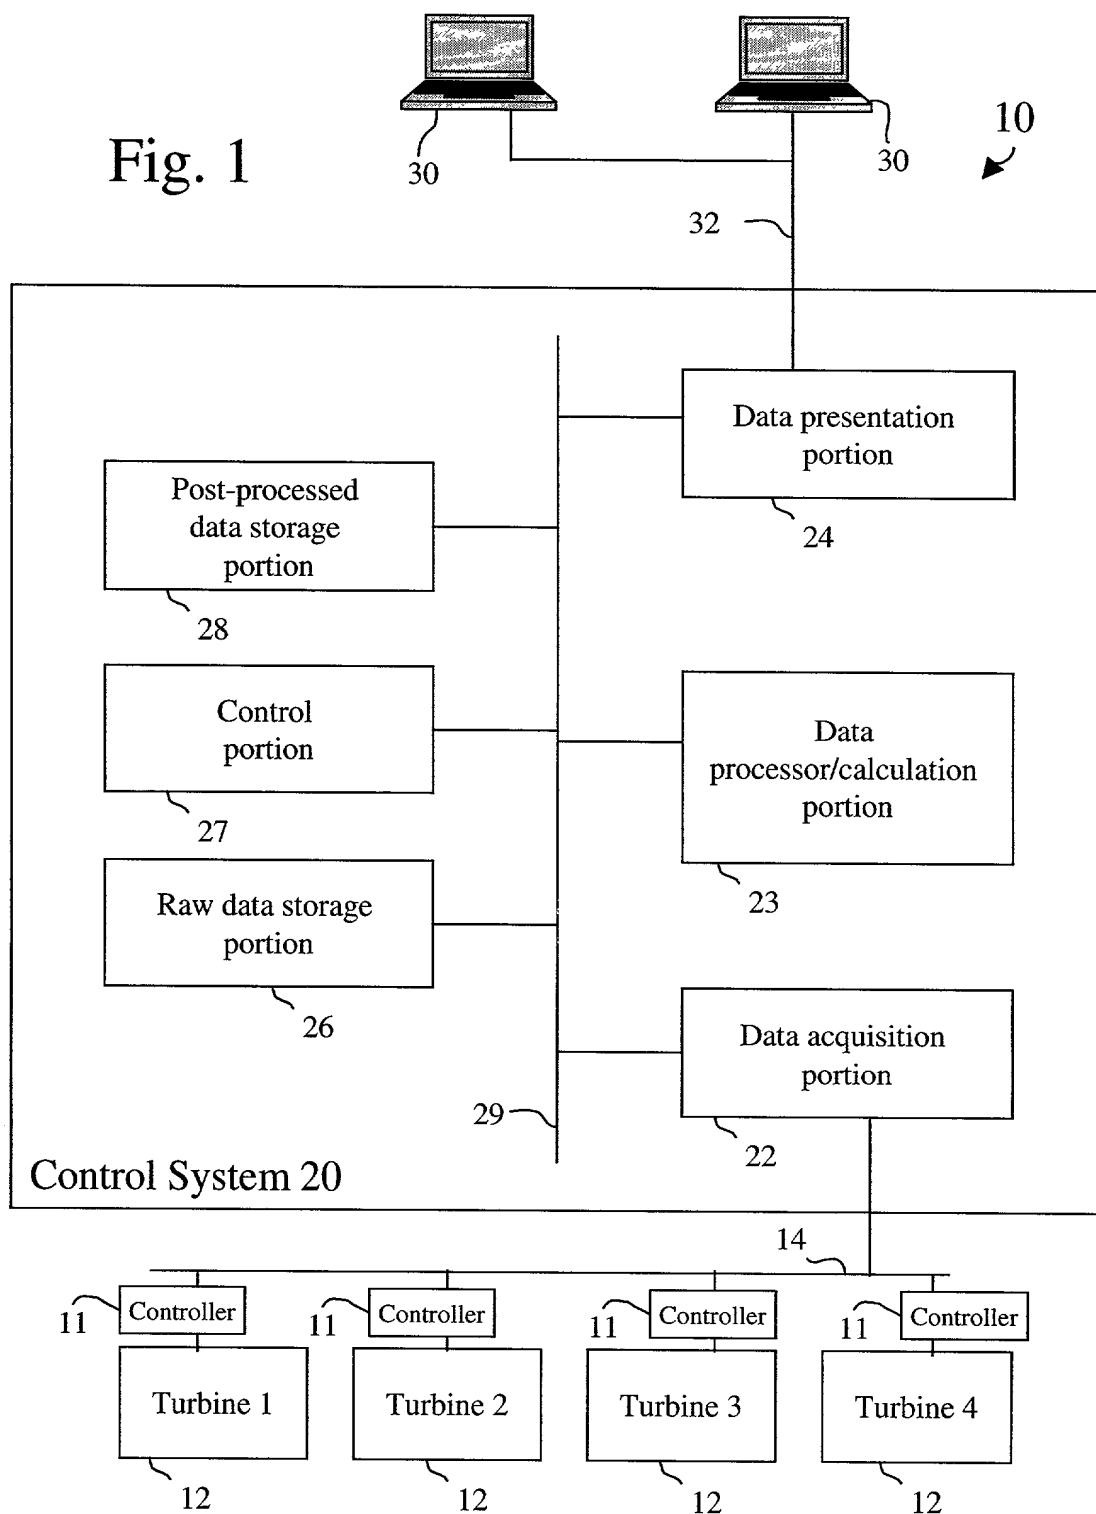 Fig. 1
10
30
30
32
Data presentation
portion
24
Post-processed
data storage
portion
28
Control
portion
27
Data
processor/calculation
portion
23
Raw data storage
portion
26
Data acquisition
portion
22
29
Control System 20
14
11
Controller
11
Controller
11
Controller
11
Controller
Turbine 1
Turbine 2
Turbine 3
Turbine 4
12
12
12
12